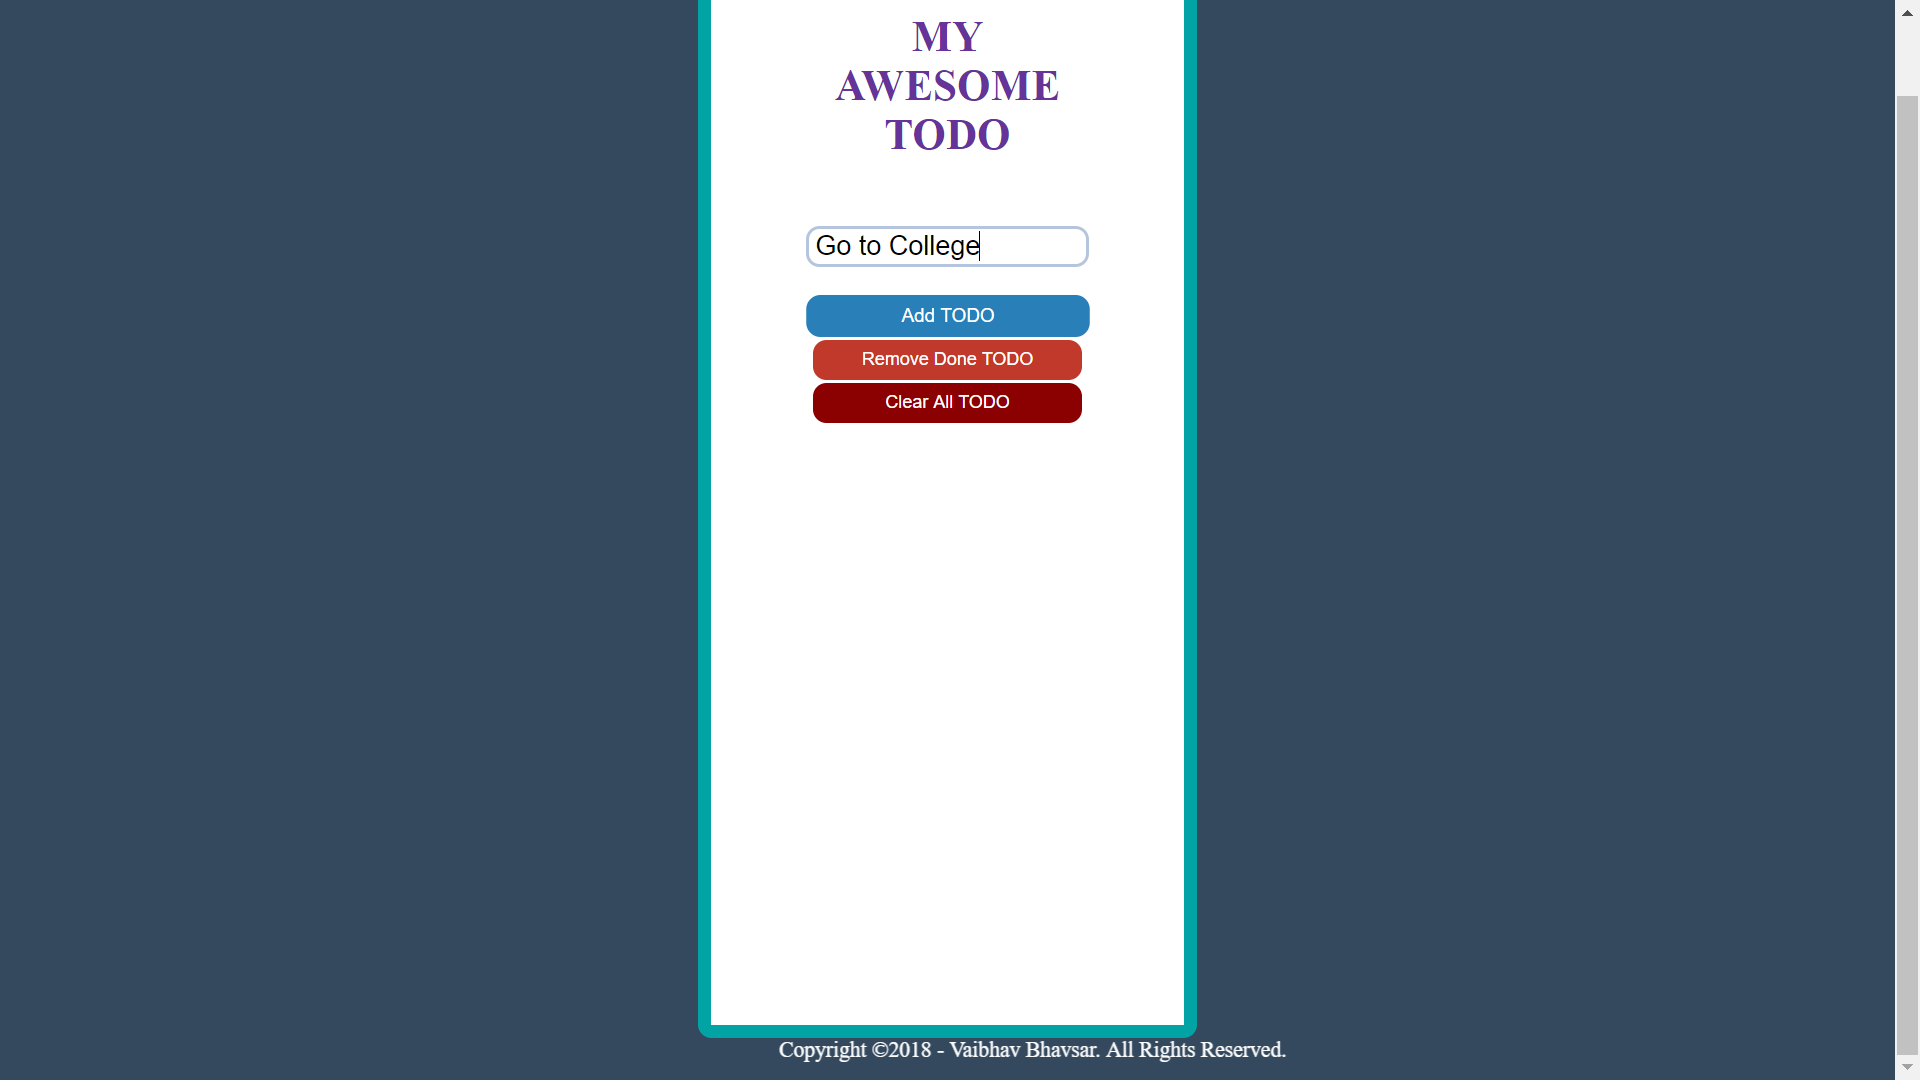 MY
AWESOME
TODO
Go to College
Add TODO
Remove Done TODO
Clear All TODO
Copyright ©2018 - Vaibhav Bhavsar. All Rights Reserved.